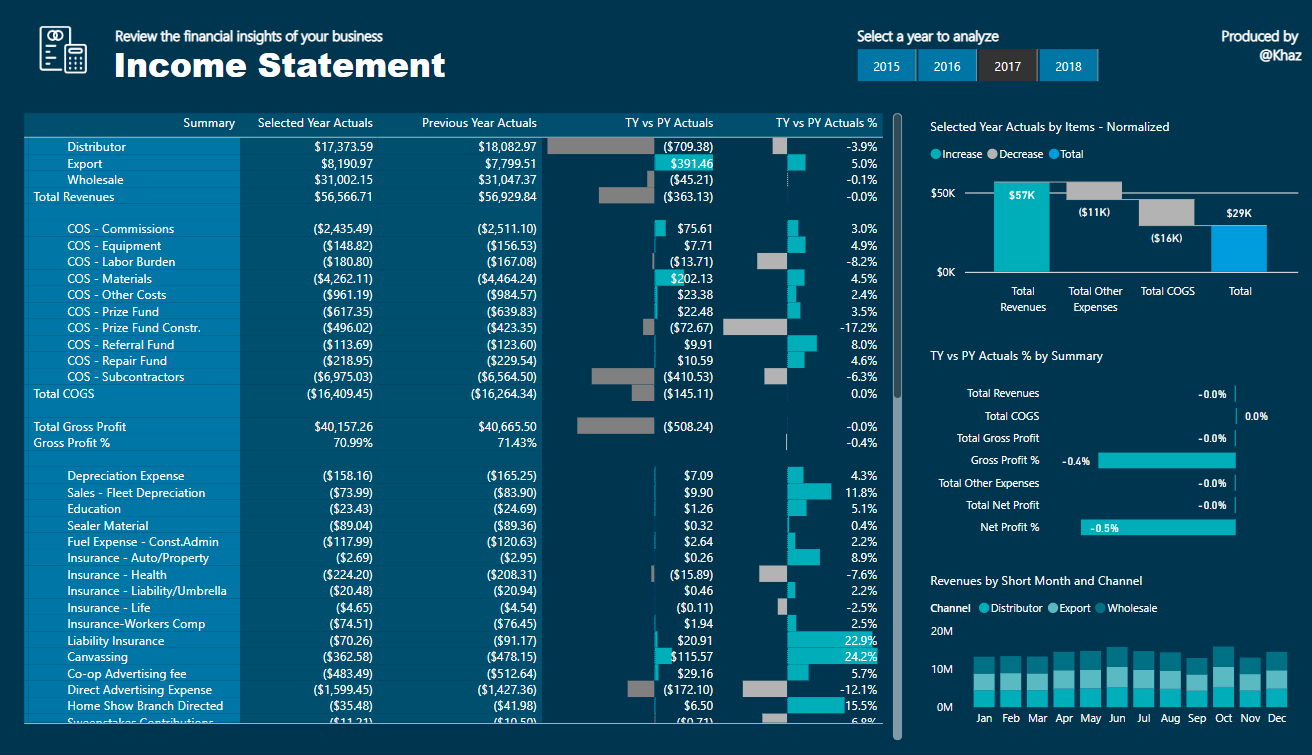 Review the financial insights of your business
Income Statement
Select a year to analyze
2015 2016 2017 2018
Produced by
@Khaz
Summary Selected Year Actuals Previous Year Actuals TY vs PY Actuals TY vs PY Actuals %
Distributor $17,373.59 $18,082.97 ($709.38) -3.9%
Export $8,190.97 $7,799.51 $391.46 5.0%
Wholesale $31,002.15 $31,047.37 ($45.21) -0.1%
Total Revenues $56,566.71 $56,929.84 ($363.13) -0.0%
COS - Commissions ($2,435.49) ($2,511.10) $75.61 3.0%
COS - Equipment ($148.82) ($156.53) $7.71 4.9%
COS - Labor Burden ($180.80) ($167.08) ($13.71) -8.2%
COS - Materials ($4,262.11) ($4,464.24) $202.13 4.5%
COS - Other Costs ($961.19) ($984.57) $23.38 2.4%
COS - Prize Fund ($617.35) ($639.83) $22.48 3.5%
COS - Prize Fund Constr. ($496.02) ($423.35) ($72.67) -17.2%
COS - Referral Fund ($113.69) ($123.60) $9.91 8.0%
COS - Repair Fund ($218.95) ($229.54) $10.59 4.6%
COS - Subcontractors ($6,975.03) ($6,564.50) ($410.53) -6.3%
Total COGS ($16,409.45) ($16,264.34) ($145.11) 0.0%
Total Gross Profit $40,157.26 $40,665.50 ($508.24) -0.0%
Gross Profit % 70.99% 71.43% -0.4%
Depreciation Expense ($158.16) ($165.25) $7.09 4.3%
Sales - Fleet Depreciation ($73.99) ($83.90) $9.90 11.8%
Education ($23.43) ($24.69) $1.26 5.1%
Sealer Material ($89.04) ($89.36) $0.32 0.4%
Fuel Expense - Const.Admin ($117.99) ($120.63) $2.64 2.2%
Insurance - Auto/Property ($2.69) ($2.95) $0.26 8.9%
Insurance - Health ($224.20) ($208.31) ($15.89) -7.6%
Insurance - Liability/Umbrella ($20.48) ($20.94) $0.46 2.2%
Insurance - Life ($4.65) ($4.54) ($0.11) -2.5%
Insurance-Workers Comp ($74.51) ($76.45) $1.94 2.5%
Liability Insurance ($70.26) ($91.17) $20.91 22.9%
Canvassing ($362.58) ($478.15) $115.57 24.2%
Co-op Advertising fee ($483.49) ($512.64) $29.16 5.7%
Direct Advertising Expense ($1,599.45) ($1,427.36) ($172.10) -12.1%
Home Show Branch Directed ($35.48) ($41.98) $6.50 15.5%
Sweepstakes Contributions ($11.21) ($10.50) ($0.71) -6.8%
Selected Year Actuals by Items - Normalized
Increase Decrease Total
$50K
$0K
$57K
($11K)
($16K)
$29K
Total Revenues
Total Other Expenses
Total COGS
Total
TY vs PY Actuals % by Summary
Total Revenues -0.0%
Total COGS 0.0%
Total Gross Profit -0.0%
Gross Profit % -0.4%
Total Other Expenses -0.0%
Total Net Profit -0.0%
Net Profit % -0.5%
Revenues by Short Month and Channel
Channel Distributor Export Wholesale
20M
10M
0M
Jan Feb Mar Apr May Jun Jul Aug Sep Oct Nov Dec